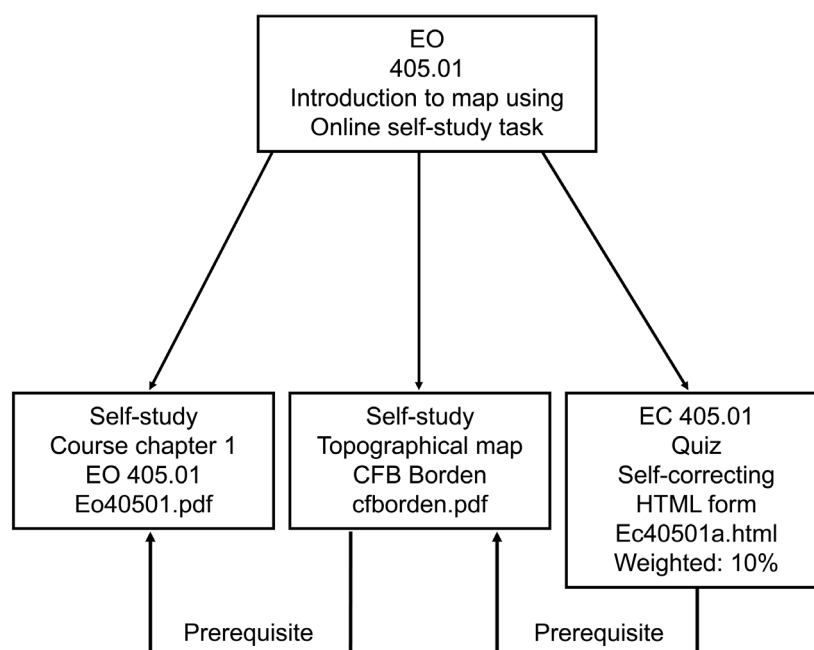 EO
405.01
Introduction to map using
Online self-study task
Self-study
Course chapter 1
EO 405.01
Eo40501.pdf
Self-study
Topographical map
CFB Borden
cfborden.pdf
EC 405.01
Quiz
Self-correcting
HTML form
Ec40501a.html
Weighted: 10%
Prerequisite
Prerequisite